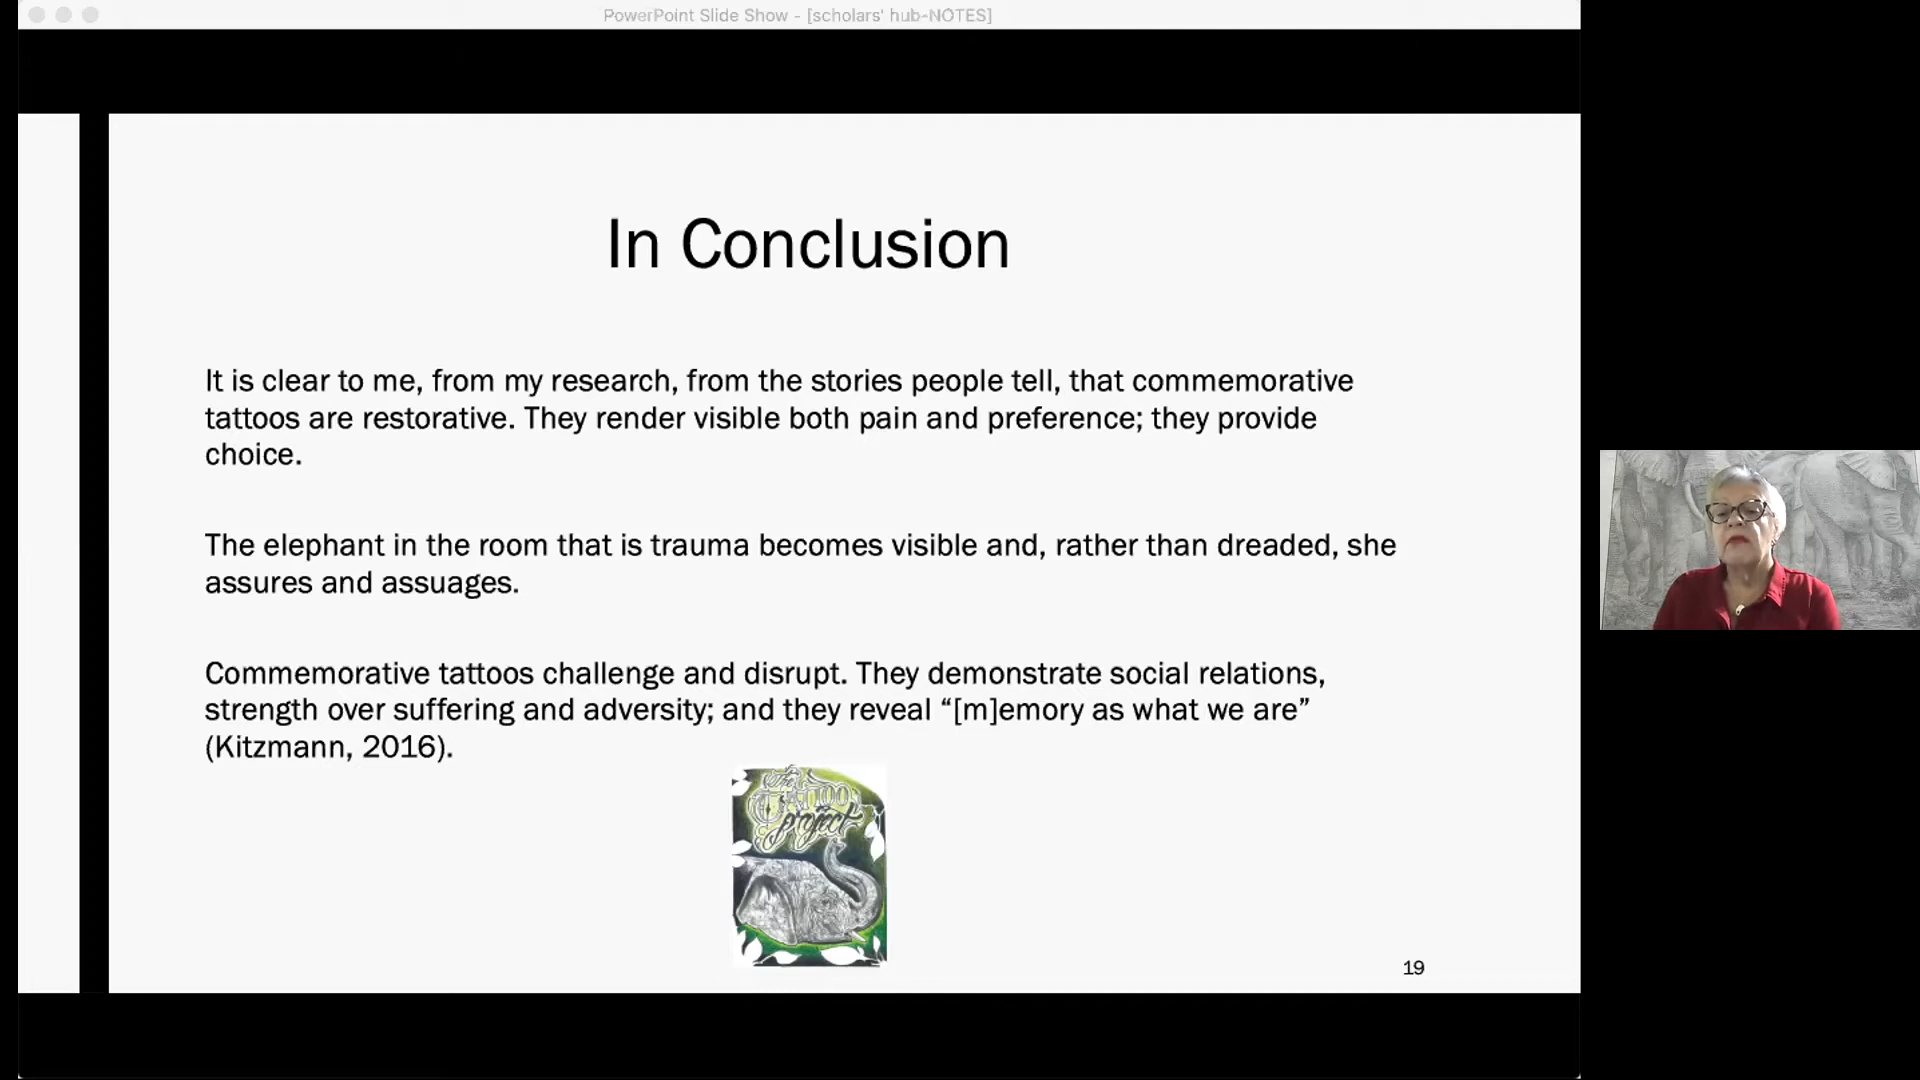 PowerPoint Slide Show - [scholars' hub-NOTES]
In Conclusion
It is clear to me, from my research, from the stories people tell, that commemorative
tattoos are restorative. They render visible both pain and preference; they provide
choice.
The elephant in the room that is trauma becomes visible and, rather than dreaded, she
assures and assuages.
Commemorative tattoos challenge and disrupt. They demonstrate social relations,
strength over suffering and adversity; and they reveal “[m]emory as what we are”
(Kitzmann, 2016).
The
Tattoo
project
19